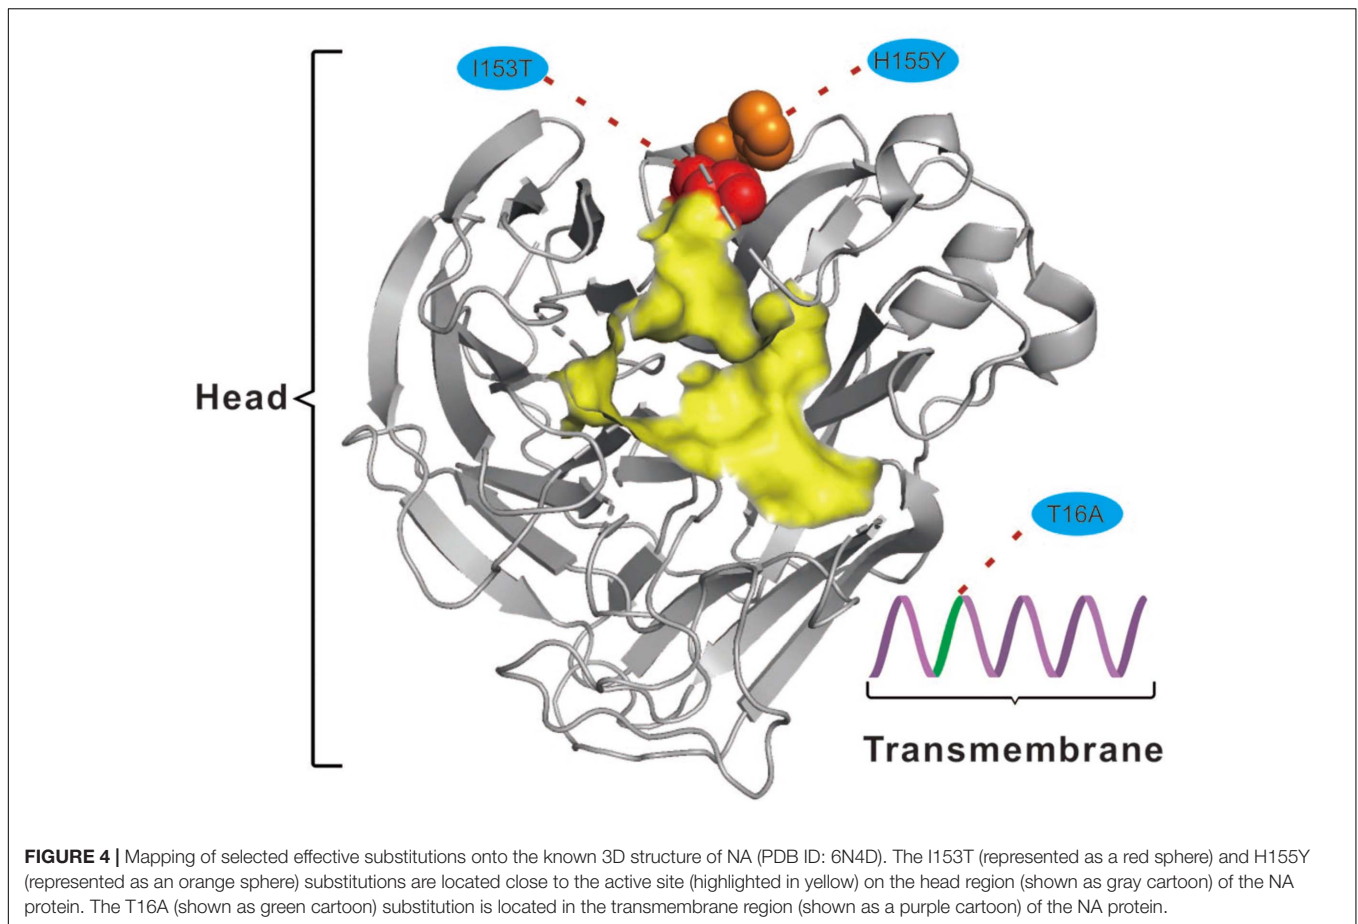 I153T
H155Y
Head
T16A
Transmembrane
FIGURE 4 | Mapping of selected effective substitutions onto the known 3D structure of NA (PDB ID: 6N4D). The I153T (represented as a red sphere) and H155Y
(represented as an orange sphere) substitutions are located close to the active site (highlighted in yellow) on the head region (shown as gray cartoon) of the NA
protein. The T16A (shown as green cartoon) substitution is located in the transmembrane region (shown as a purple cartoon) of the NA protein.